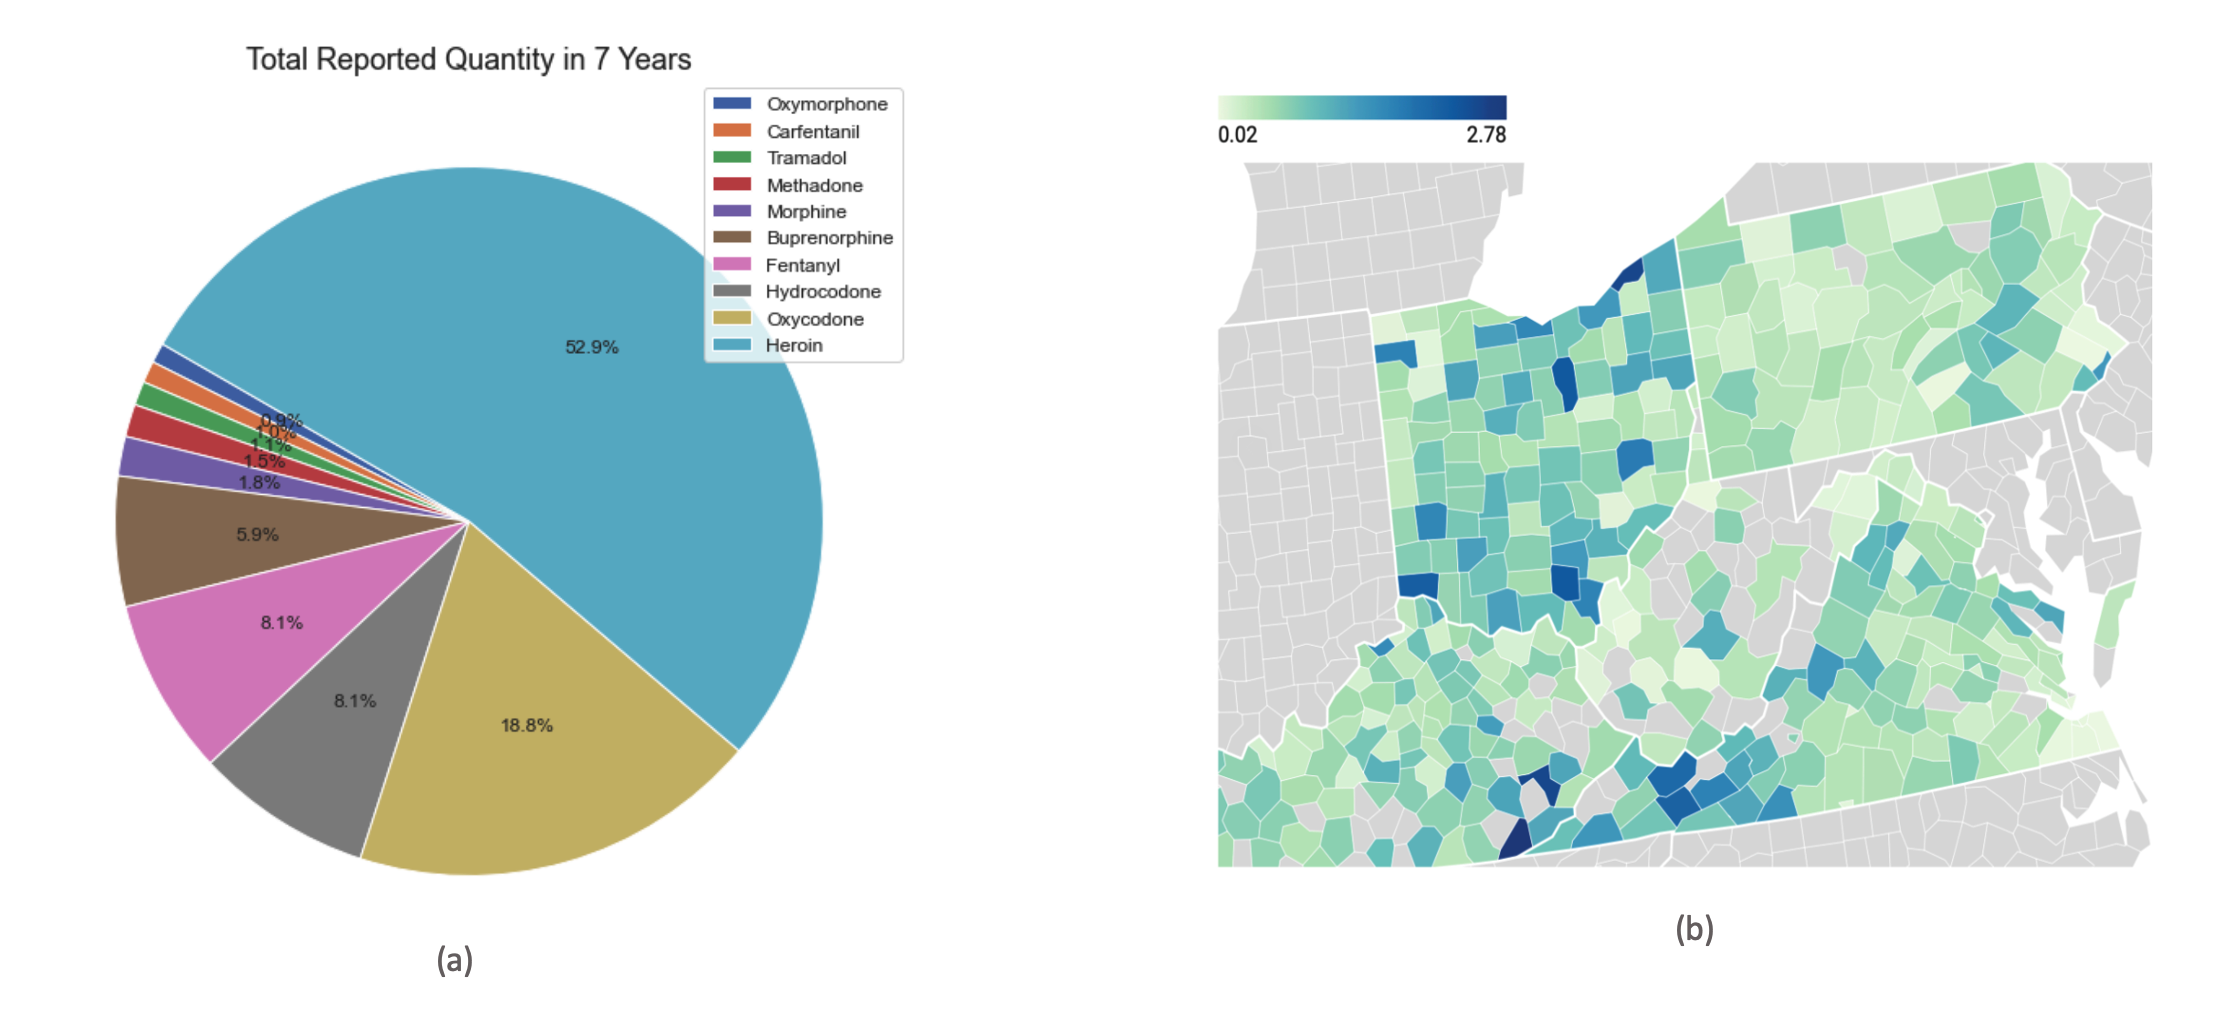 Total Reported Quantity in 7 Years
Oxymorphone
Carfentanil
Tramadol
Methadone
Morphine
Buprenorphine
Fentanyl
Hydrocodone
Oxycodone
Heroin
52.9%
0.9%
1.0%
1.1%
1.5%
1.8%
5.9%
8.1%
8.1%
18.8%
(a)
0.02 2.78
(b)